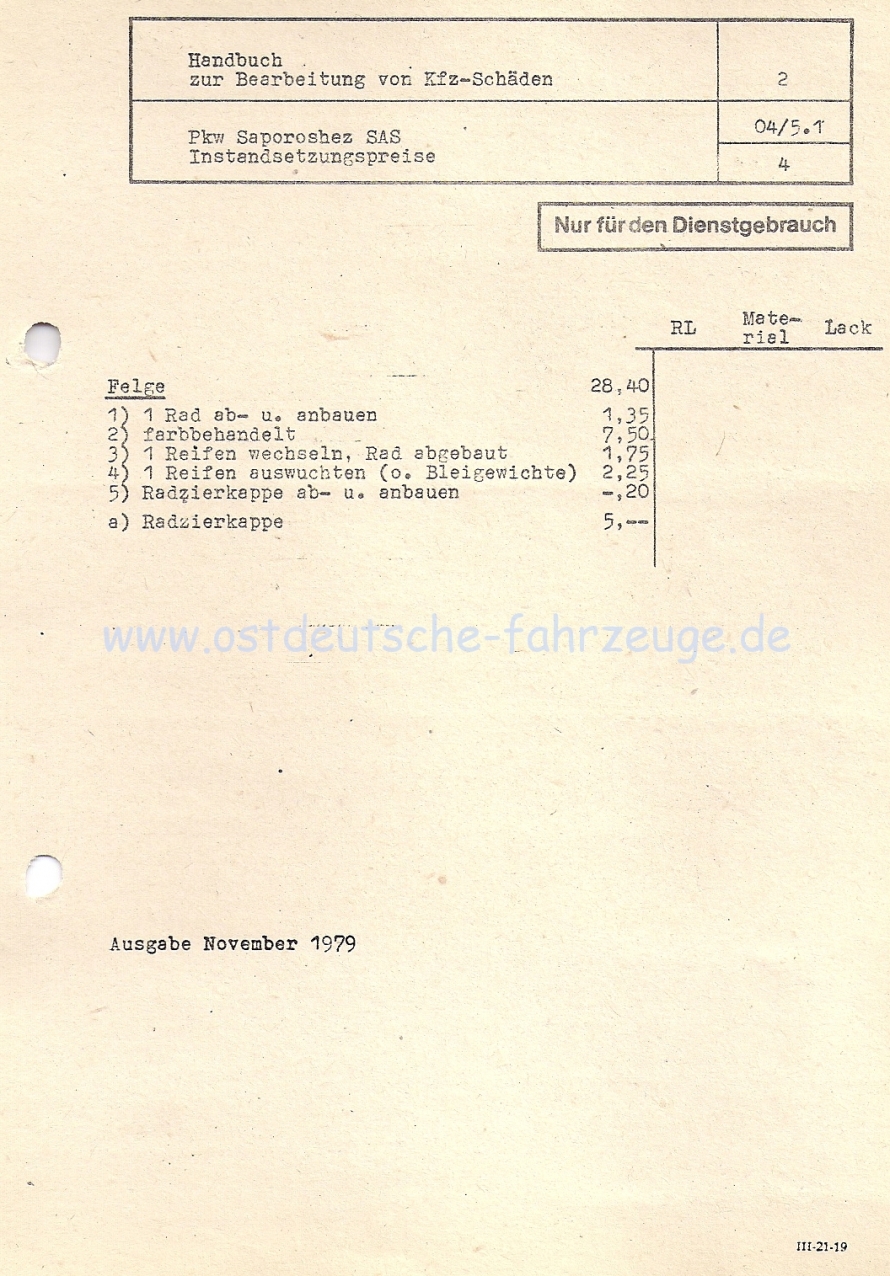 Handbuch
zur Bearbeitung von Kfz-Schäden
2
Pkw Saporoshez SAS
Instandsetzungspreise
04/5.1
4
Nur für den Dienstgebrauch
RL Mate- Lack
rial
Felge 28,40
1) 1 Rad ab- u. anbauen 1,35
2) farbbehandelt 7,50
3) 1 Reifen wechseln, Rad abgebaut 1,75
4) 1 Reifen auswuchten (o. Bleigewichte) 2,25
5) Radzierkappe ab- u. anbauen -,20
a) Radzierkappe 5,--
www.ostdeutsche-fahrzeuge.de
Ausgabe November 1979
III-21-19